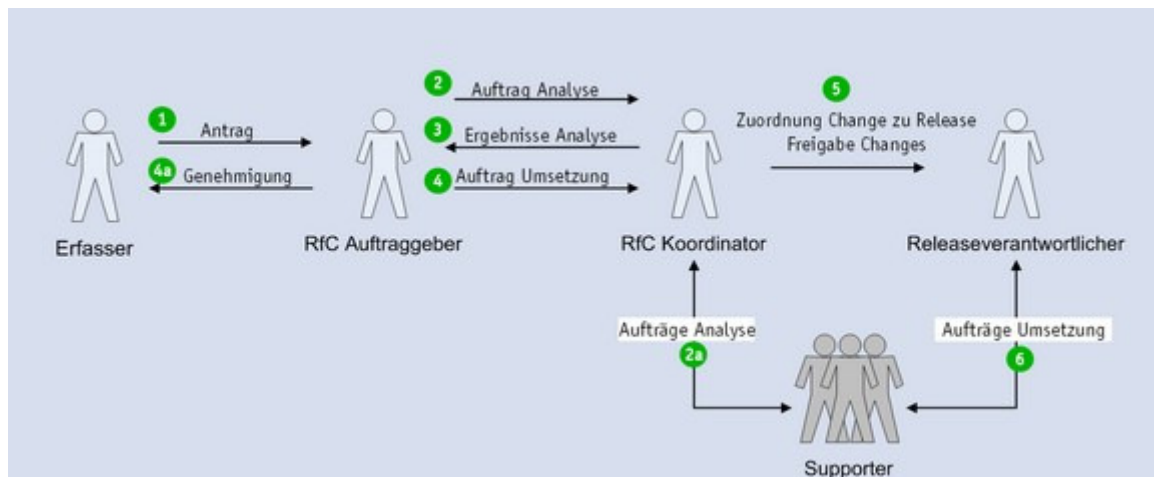 2
Auftrag Analyse
5
1
Antrag
3
Ergebnisse Analyse
Zuordnung Change zu Release
Freigabe Changes
4a
Genehmigung
4
Auftrag Umsetzung
Erfasser
RfC Auftraggeber
RfC Koordinator
Releaseverantwortlicher
Aufträge Analyse
2a
Aufträge Umsetzung
6
Supporter